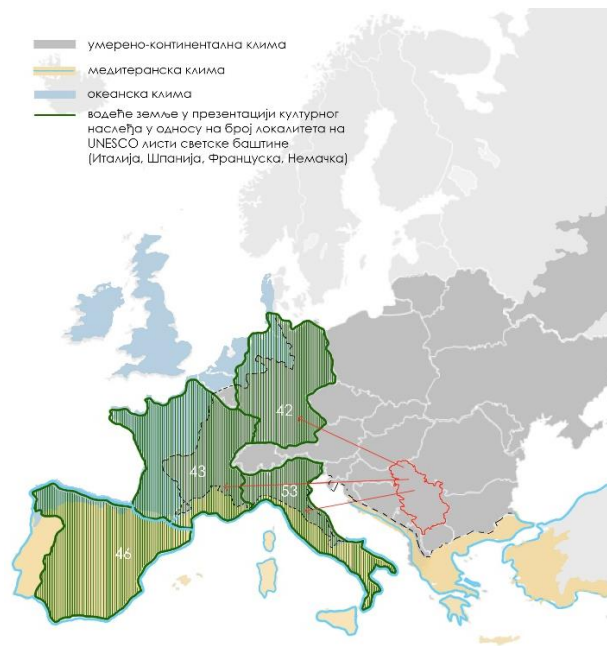 умерено-континентална клима
медитеранска клима
океанска клима
водеће земље у презентацији културног
наслеђа у односу на број локалитета на
UNESCO листи светске баштине
(Италија, Шпанија, Француска, Немачка)
42
43
53
46